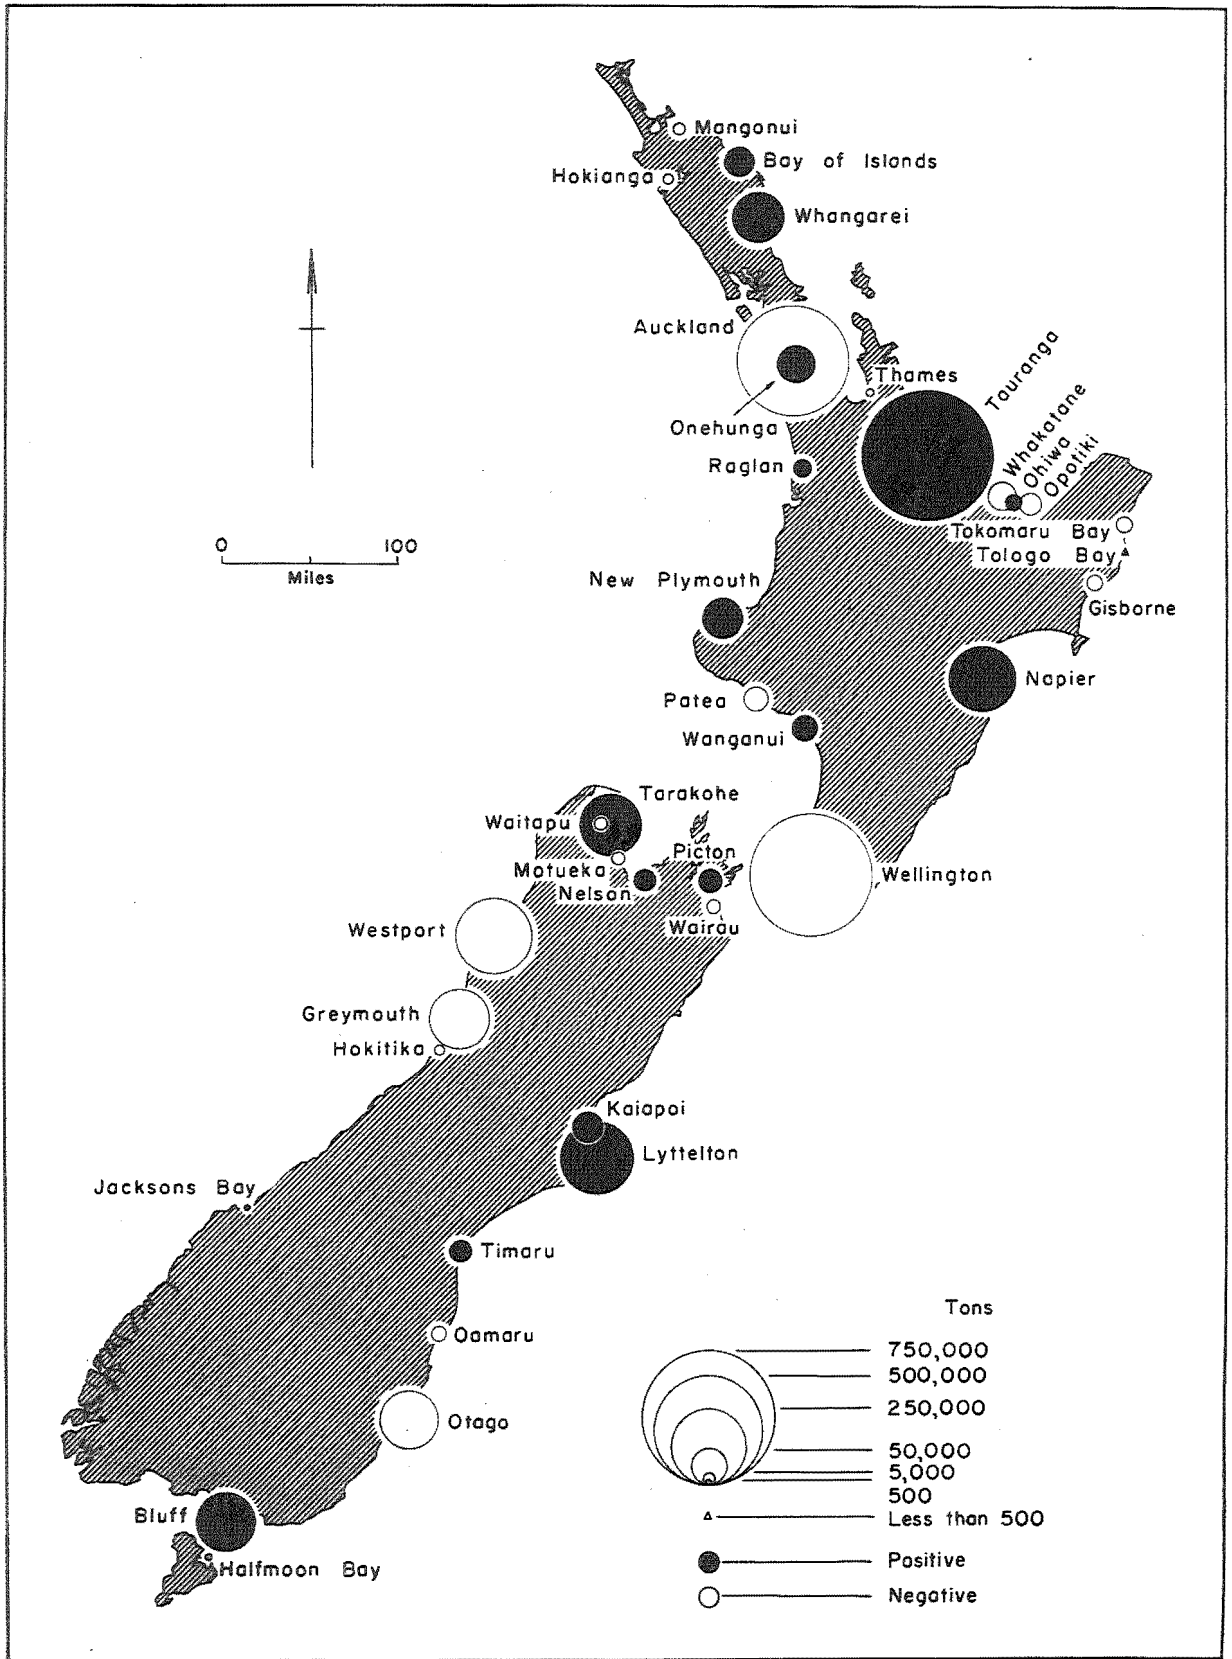 Mangonui
Bay of Islands
Hokianga
Whangarei
Auckland
Thames
Tauranga
Whakatane
Ohiwa
Opotiki
Onehunga
Raglan
Tokomaru Bay
Tologo Bay
0 100
Miles
New Plymouth
Gisborne
Napier
Patea
Wanganui
Tarakohe
Waitapu
Picton
Motueka
Nelson
Wellington
Wairau
Westport
Greymouth
Hokitika
Kaiapoi
Lyttelton
Jacksons Bay
Timaru
Oamaru
Otago
Bluff
Halfmoon Bay
Tons
750,000
500,000
250,000
50,000
5,000
500
Less than 500
Positive
Negative